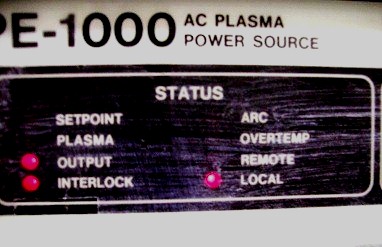 PE-1000 AC PLASMA
POWER SOURCE
STATUS
SETPOINT ARC
PLASMA OVERTEMP
OUTPUT REMOTE
INTERLOCK LOCAL